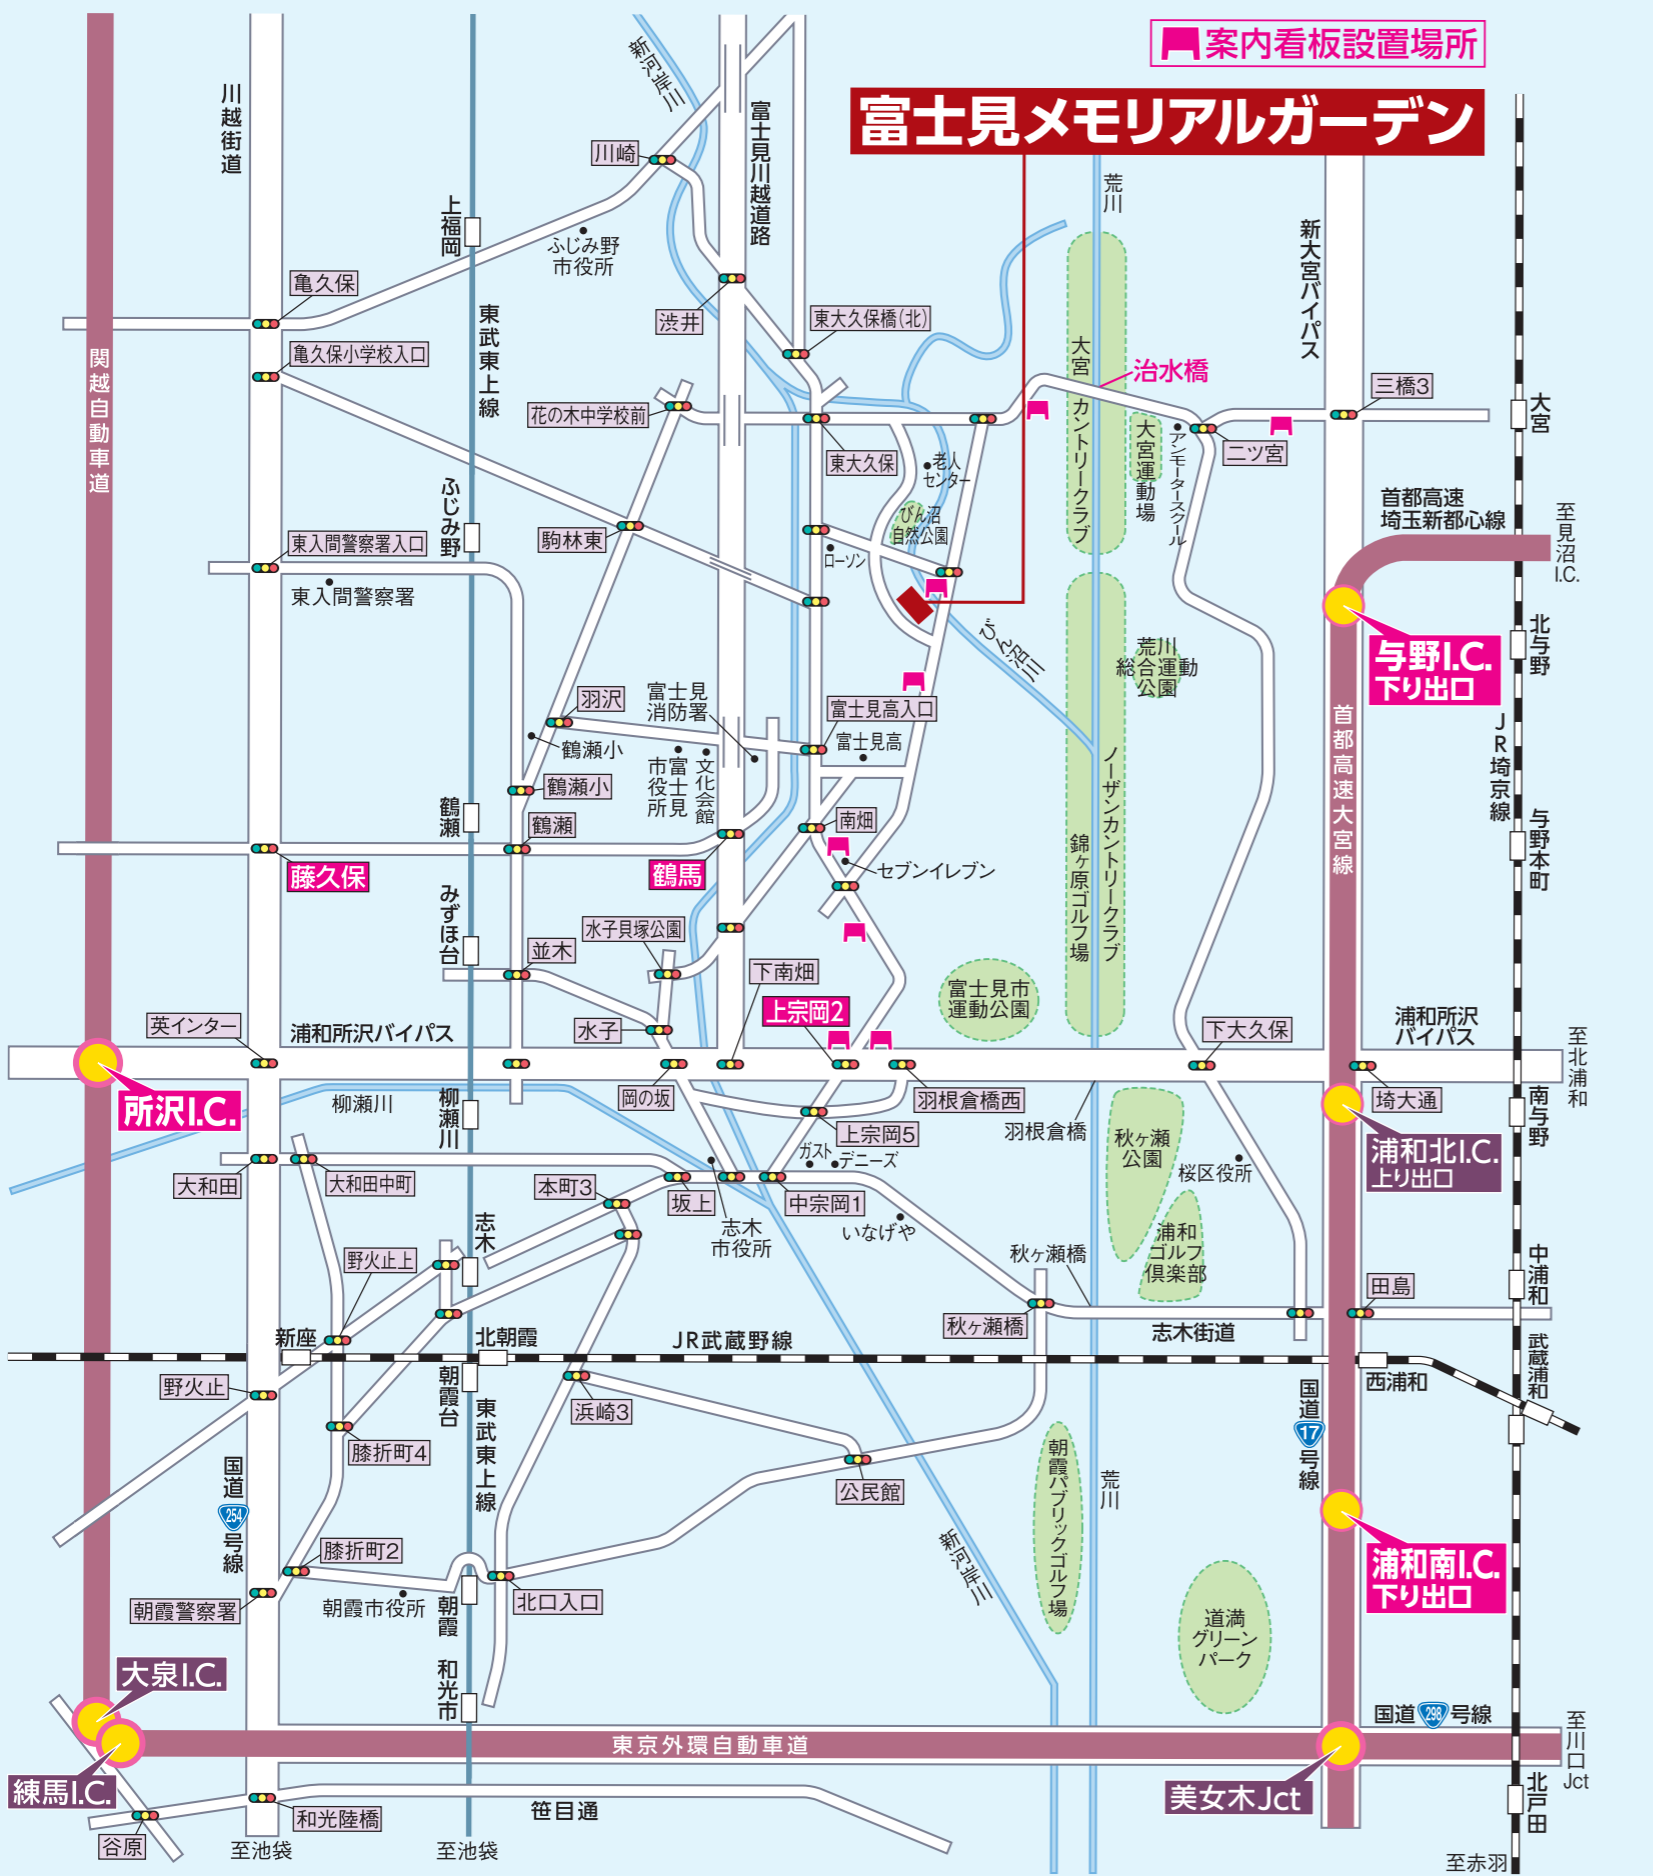 案内看板設置場所
富士見メモリアルガーデン
川越街道
新河岸川
富士見川越道路
荒川
新大宮バイパス
川崎
上福岡
ふじみ野
市役所
亀久保
渋井
東大久保橋(北)
東武東上線
関越自動車道
亀久保小学校入口
大宮
カントリークラブ
治水橋
三橋3
大宮
花の木中学校前
東大久保
老人
センター
大宮運動場
アンモータースクール
二ツ宮
ふじみ野
駒林東
びん沼
自然公園
ローソン
首都高速
埼玉新都心線
至見沼I.C.
東入間警察署入口
東入間警察署
びん沼川
荒川
総合運動
公園
与野I.C.
下り出口
北与野
羽沢
富士見
消防署
富士見高入口
富士見高
鶴瀬小
富士見
市役所
文化会館
首都高速大宮線
JR埼京線
鶴瀬小
鶴瀬
鶴瀬
南畑
ノーザンカントリークラブ
錦ヶ原ゴルフ場
与野本町
藤久保
鶴馬
セブンイレブン
みずほ台
水子貝塚公園
並木
下南畑
富士見市
運動公園
英インター
浦和所沢バイパス
水子
上宗岡2
下大久保
浦和所沢
バイパス
至北浦和
所沢I.C.
柳瀬川
柳瀬川
岡の坂
羽根倉橋西
羽根倉橋
埼大通
南与野
上宗岡5
秋ヶ瀬
公園
浦和北I.C.
上り出口
ガスト
デニーズ
桜区役所
大和田
大和田中町
本町3
坂上
中宗岡1
志木
志木
市役所
いなげや
浦和
ゴルフ
倶楽部
野火止上
秋ヶ瀬橋
中浦和
田島
秋ヶ瀬橋
志木街道
新座
北朝霞
JR武蔵野線
武蔵浦和
野火止
朝霞台
浜崎3
西浦和
国道
17
号線
膝折町4
東武東上線
公民館
朝霞パブリックゴルフ場
荒川
国道
254
号線
新河岸川
膝折町2
浦和南I.C.
下り出口
朝霞警察署
朝霞市役所
朝霞
北口入口
道満
グリーン
パーク
大泉I.C.
和光市
国道298号線
至川口Jct
東京外環自動車道
練馬I.C.
美女木Jct
北戸田
和光陸橋
笹目通
谷原
至池袋
至池袋
至赤羽